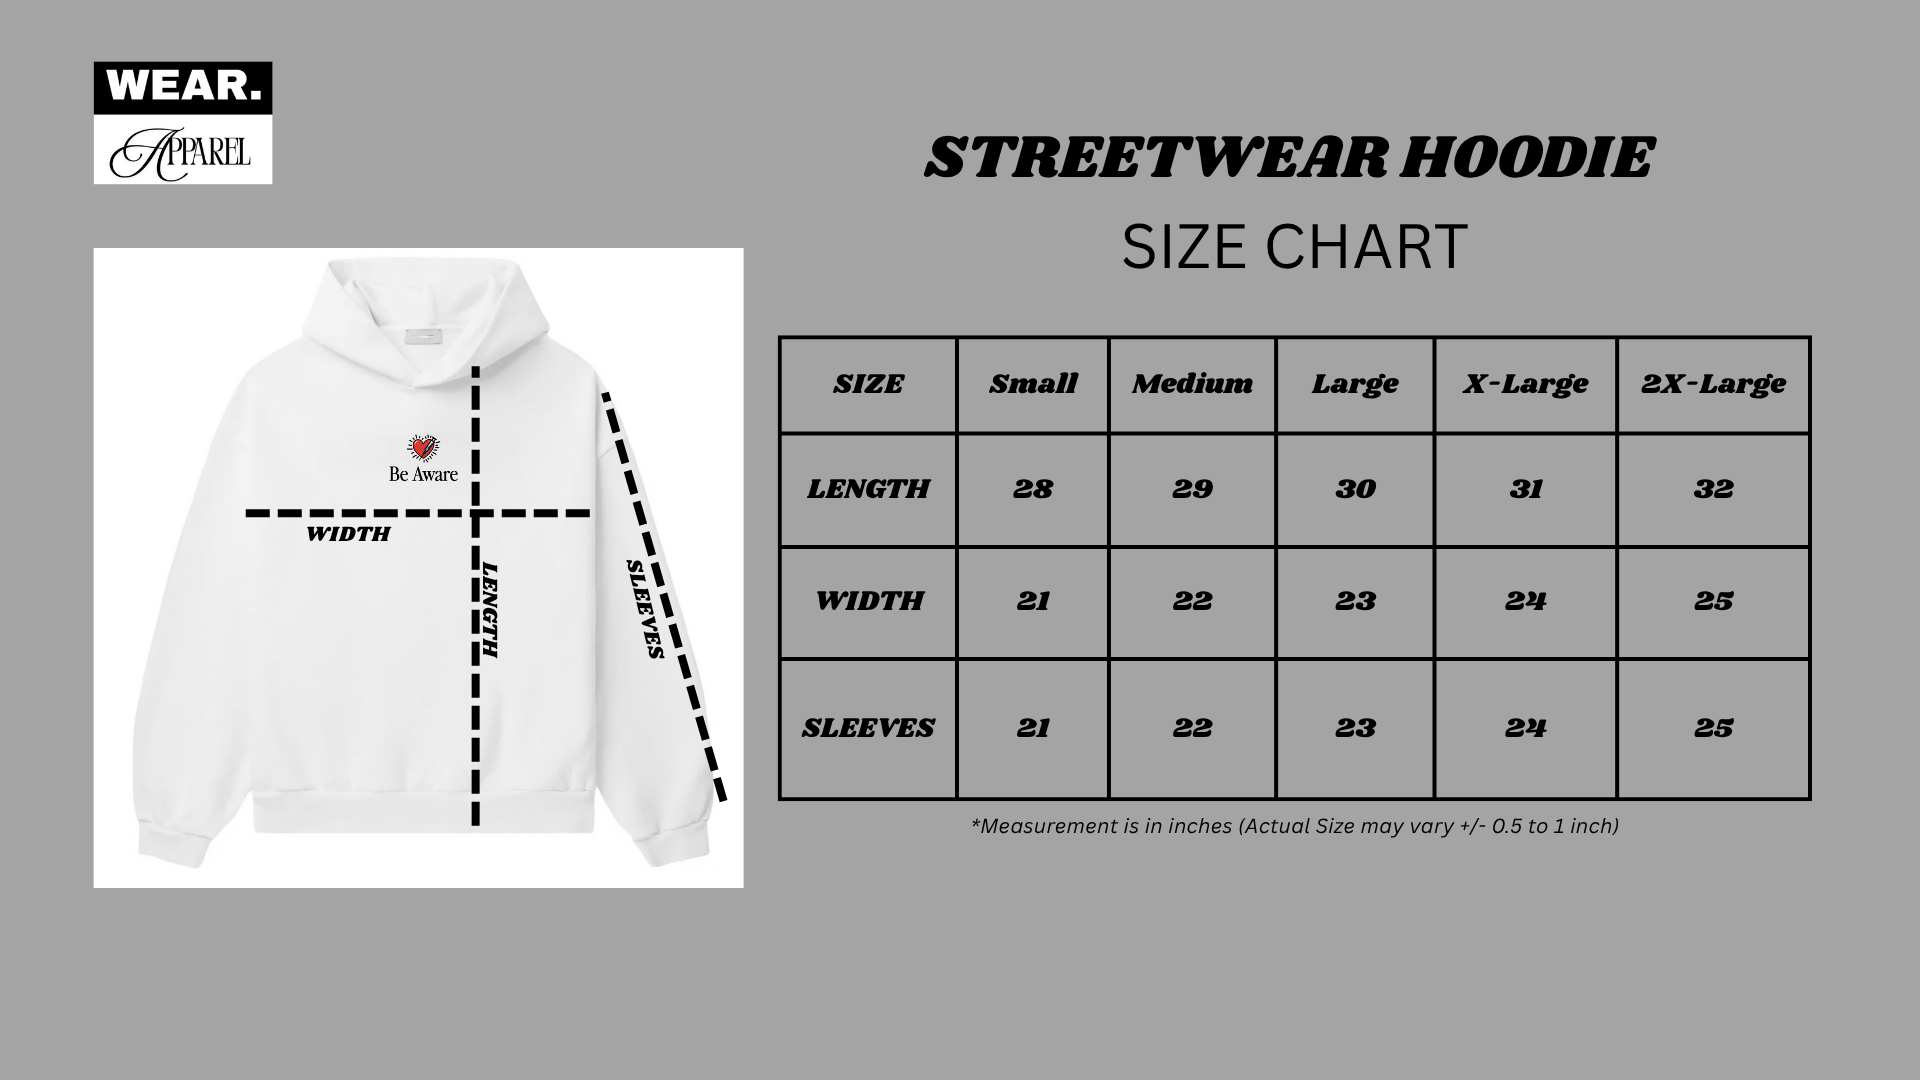 WEAR.
APPAREL
STREETWEAR HOODIE
SIZE CHART
Be Aware
WIDTH
LENGTH
SLEEVES
SIZE Small Medium Large X-Large 2X-Large
LENGTH 28 29 30 31 32
WIDTH 21 22 23 24 25
SLEEVES 21 22 23 24 25
*Measurement is in inches (Actual Size may vary +/- 0.5 to 1 inch)